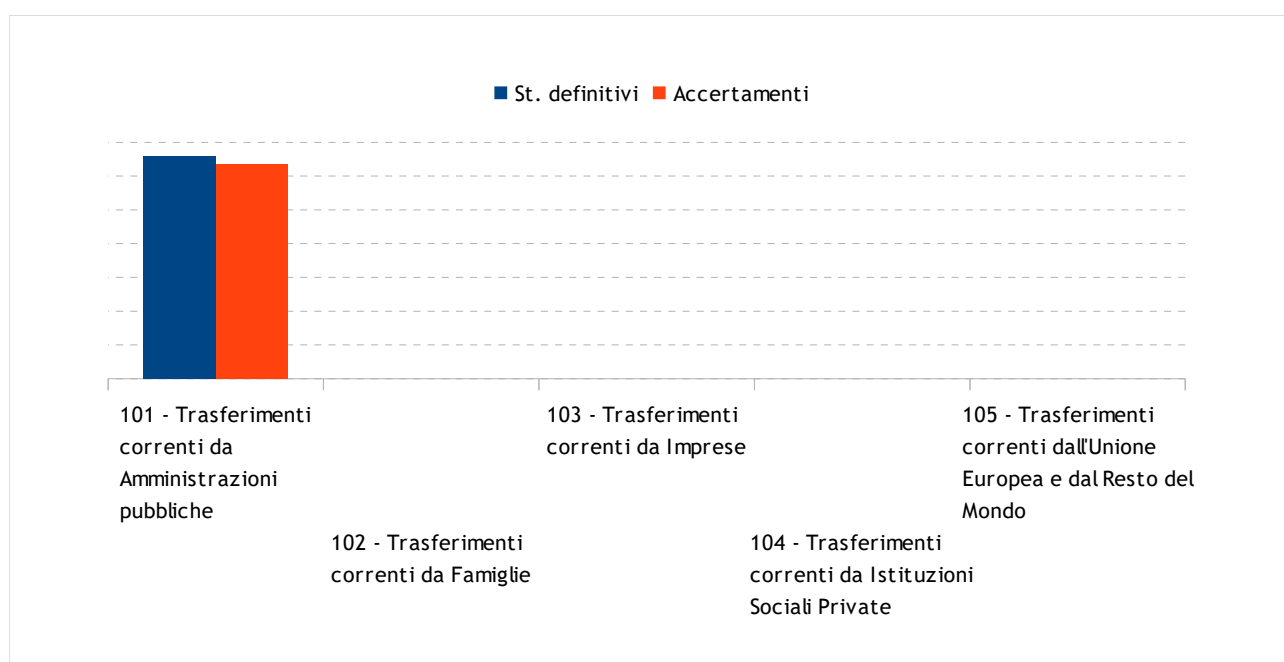 St. definitivi Accertamenti
101 - Trasferimenti
correnti da
Amministrazioni
pubbliche
102 - Trasferimenti
correnti da Famiglie
103 - Trasferimenti
correnti da Imprese
104 - Trasferimenti
correnti da Istituzioni
Sociali Private
105 - Trasferimenti
correnti dall'Unione
Europea e dal Resto del
Mondo